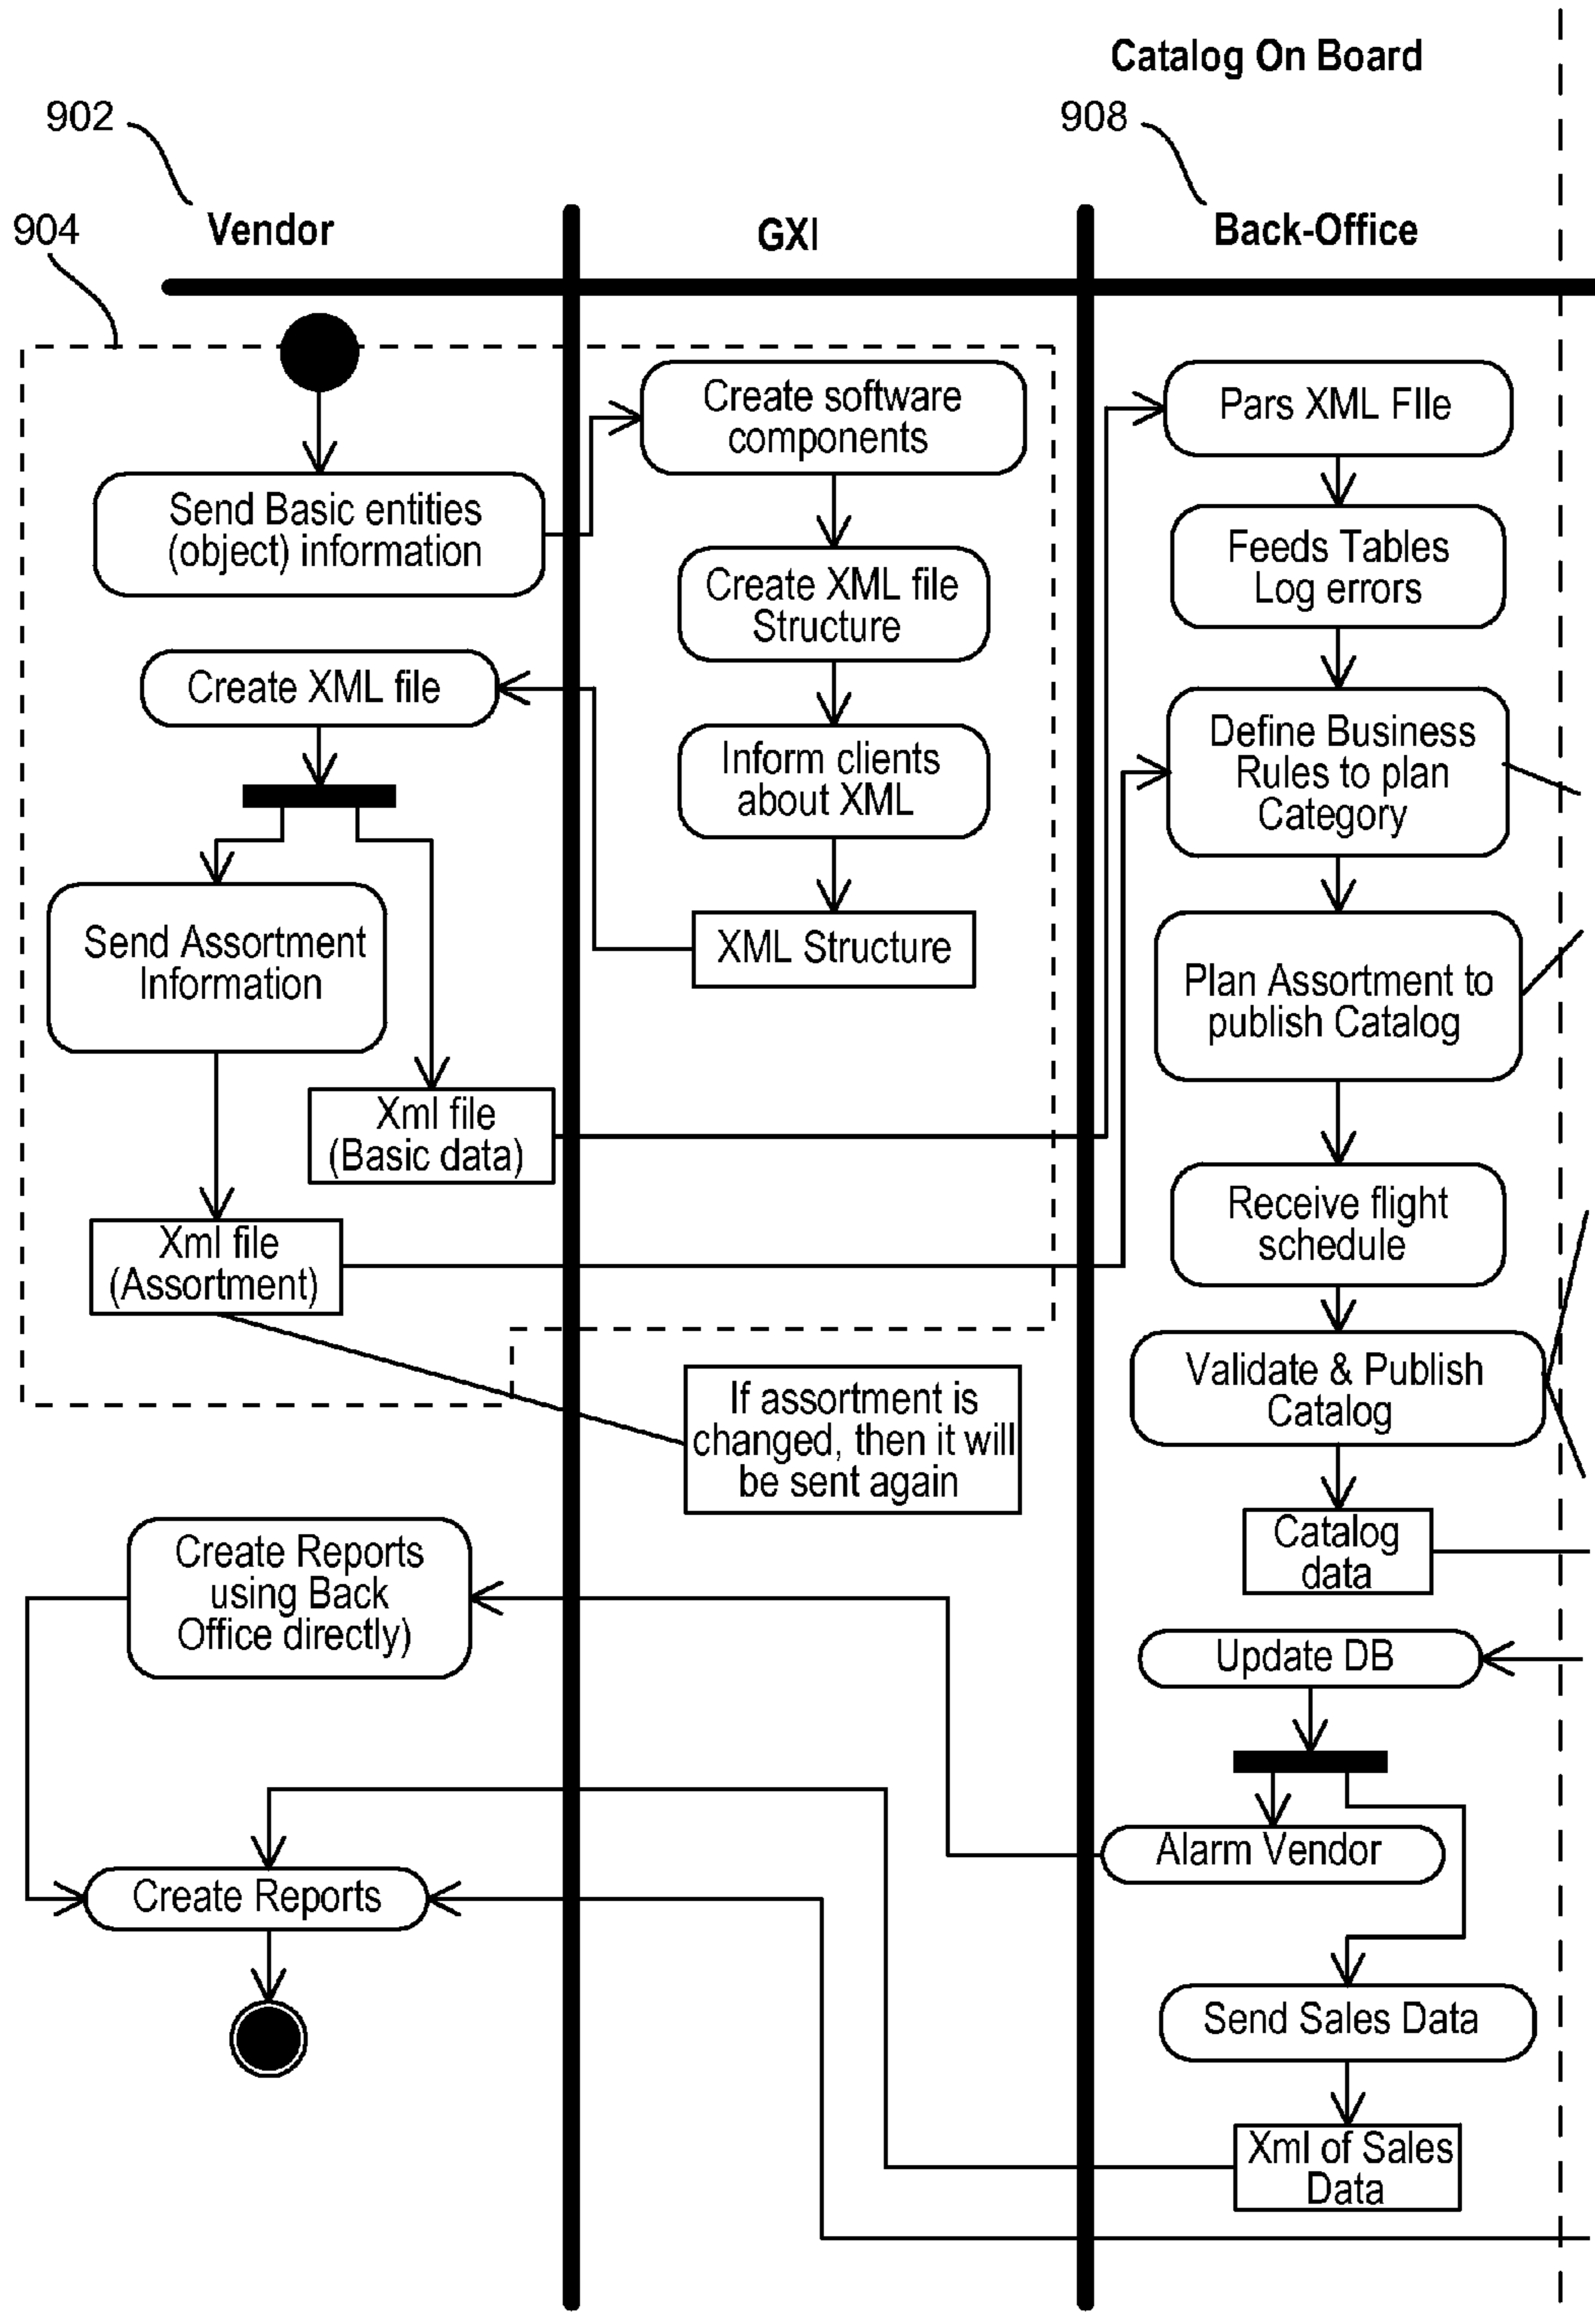 Catalog On Board
902
908
904
Vendor
GXI
Back-Office
Create software
components
Pars XML FIle
Send Basic entities
(object) information
Feeds Tables
Log errors
Create XML file
Structure
Create XML file
Define Business
Rules to plan
Category
Inform clients
about XML
Send Assortment
Information
XML Structure
Plan Assortment to
publish Catalog
Xml file
(Basic data)
Receive flight
schedule
Xml file
(Assortment)
Validate & Publish
Catalog
If assortment is
changed, then it will
be sent again
Catalog
data
Create Reports
using Back
Office directly)
Update DB
Alarm Vendor
Create Reports
Send Sales Data
Xml of Sales
Data